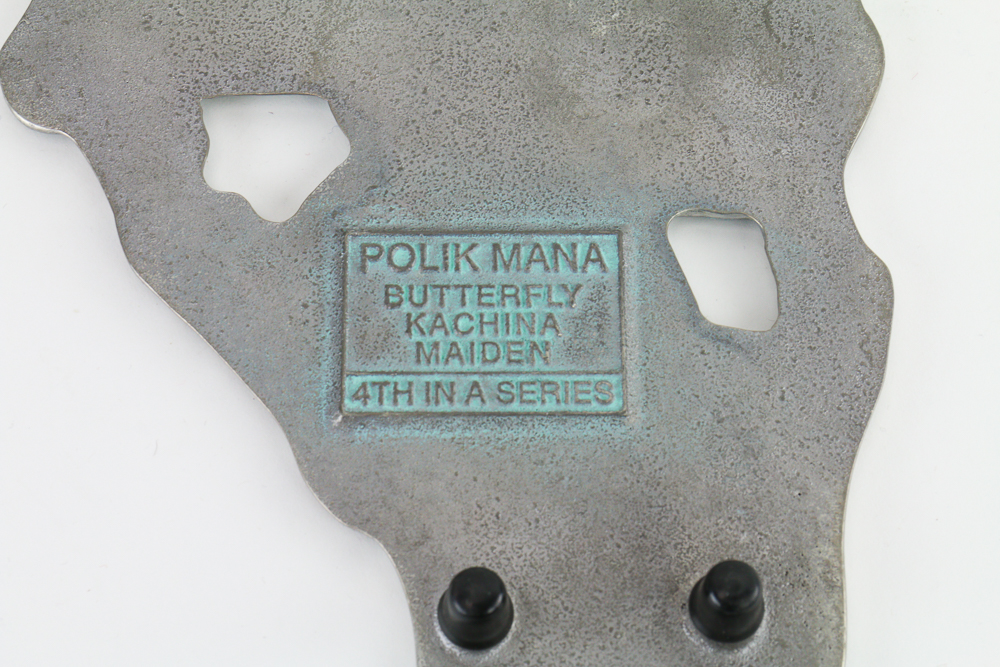 POLIK MANA
BUTTERFLY
KACHINA
MAIDEN
4TH IN A SERIES